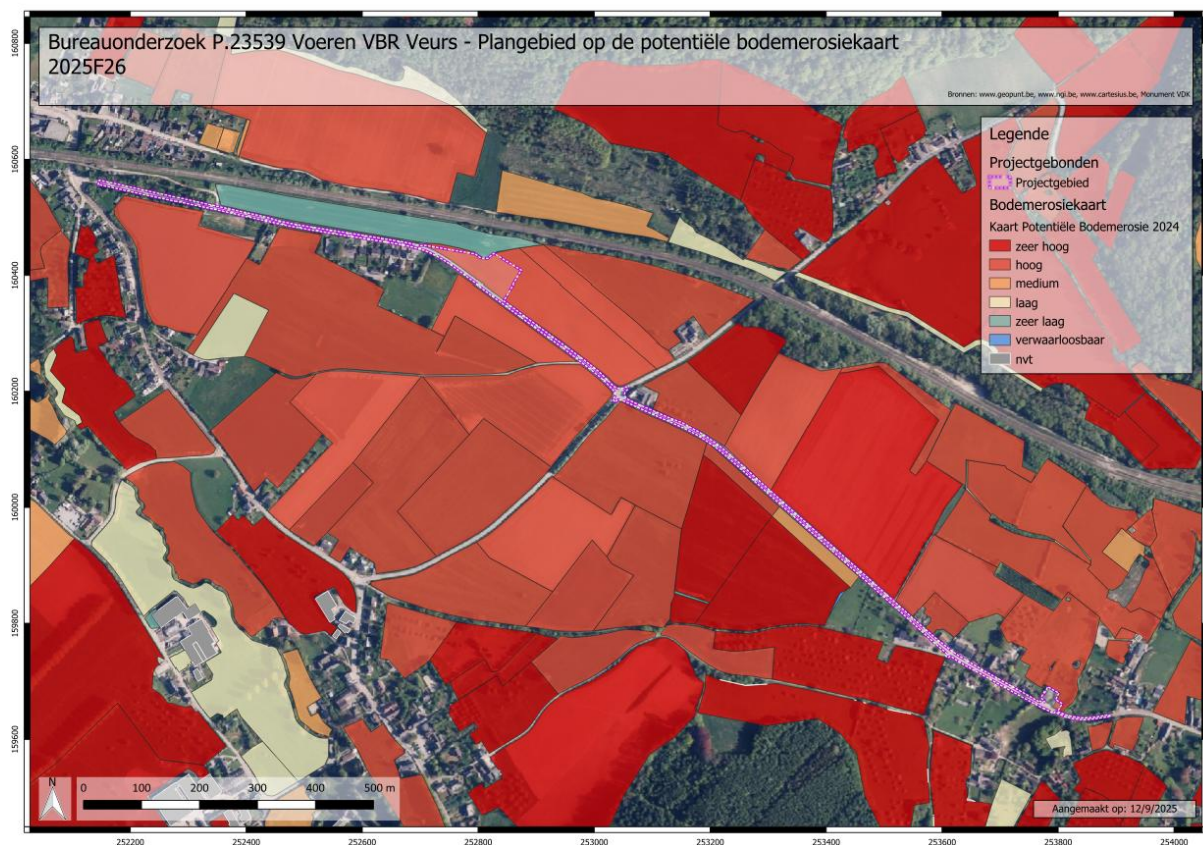 Bureauonderzoek P.23539 Voeren VBR Veurs - Plangebied op de potentiële bodemerosiekaart
2025F26
Bronnen: www.geopunt.be, www.ngi.be, www.cartesius.be, Monument VDK
Legende
Projectgebonden
Projectgebied
Bodemerosiekaart
Kaart Potentiële Bodemerosie 2024
zeer hoog
hoog
medium
laag
zeer laag
verwaarloosbaar
nvt
160800
160600
160400
160200
160000
159800
159600
N
0 100 200 300 400 500 m
Aangemaakt op: 12/9/2025
252200 252400 252600 252800 253000 253200 253400 253600 253800 254000